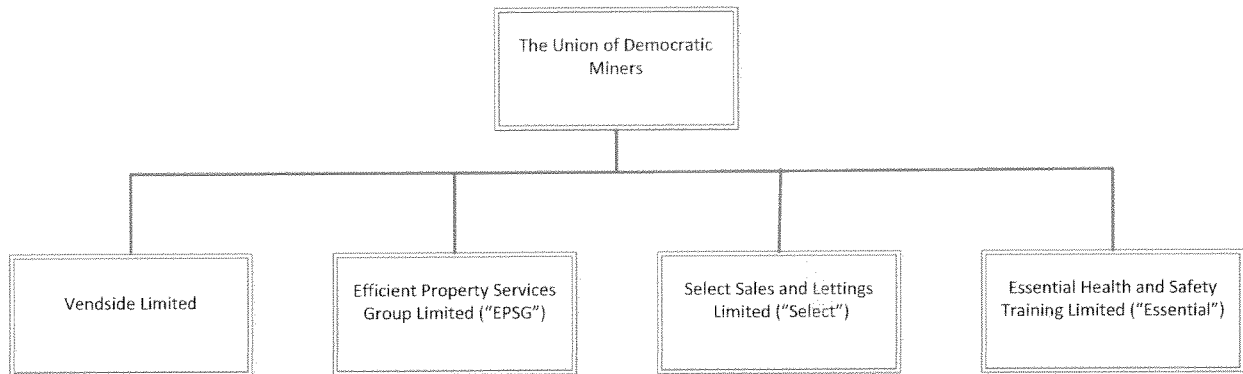 The Union of Democratic
Miners
Vendside Limited
Efficient Property Services
Group Limited (“EPSG”)
Select Sales and Lettings
Limited (“Select”)
Essential Health and Safety
Training Limited (“Essential”)